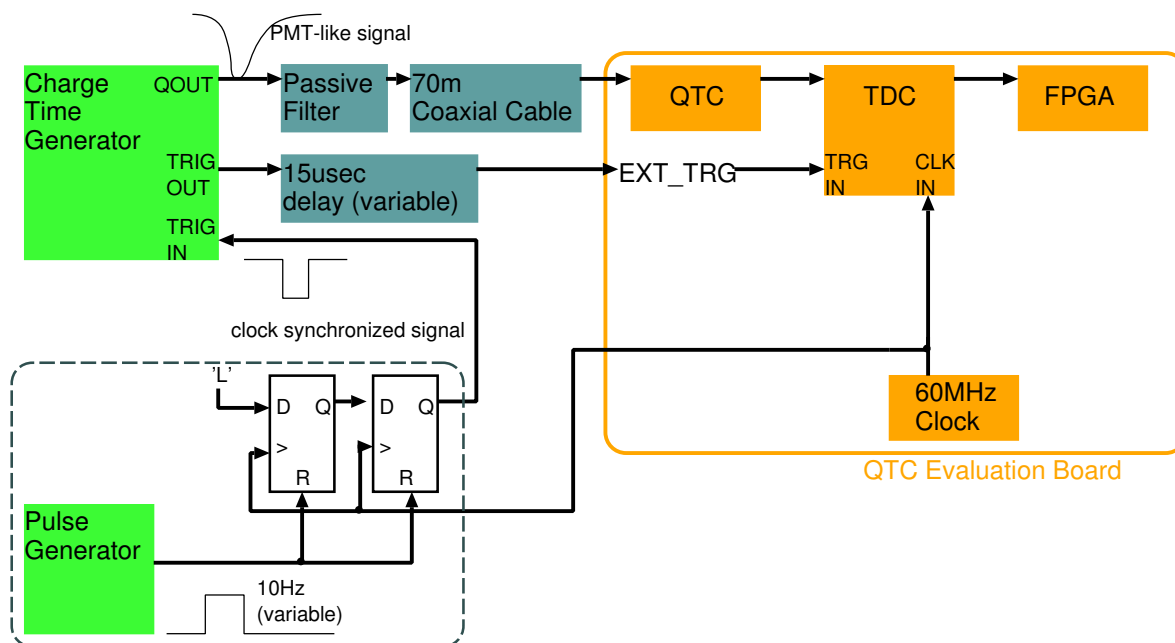 PMT-like signal
Charge
Time
Generator
QOUT
TRIG
OUT
TRIG
IN
Passive
Filter
70m
Coaxial Cable
15usec
delay (variable)
QTC
TDC
FPGA
EXT_TRG
TRG
IN
CLK
IN
clock synchronized signal
'L'
D
Q
>
R
D
Q
>
R
60MHz
Clock
QTC Evaluation Board
Pulse
Generator
10Hz
(variable)